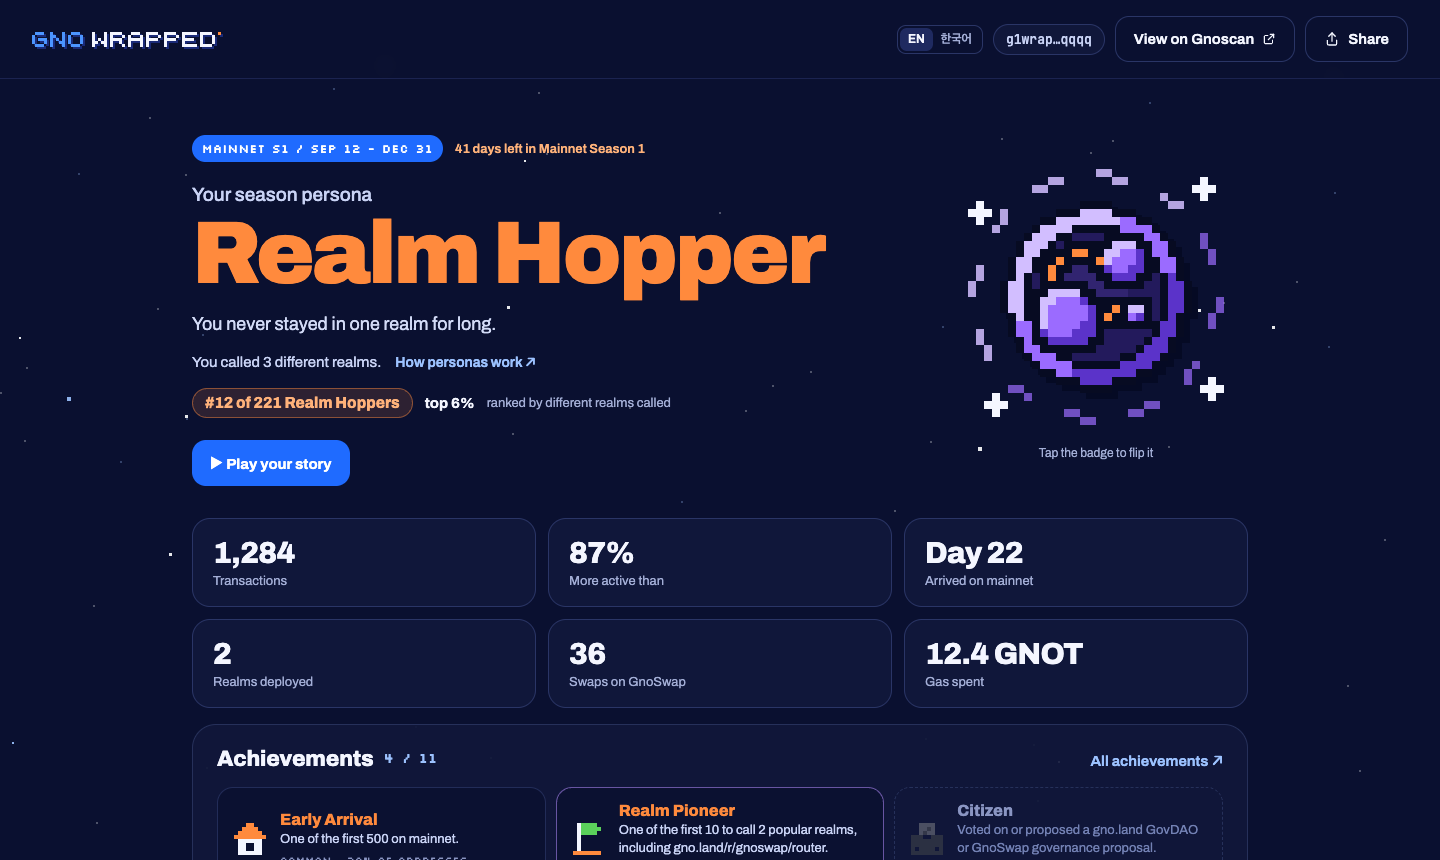 GNO WRAPPED
EN 한국어
g1wrap...qqqq
View on Gnoscan
Share
MAINNET S1 / SEP 12 - DEC 31
41 days left in Mainnet Season 1
Your season persona
Realm Hopper
You never stayed in one realm for long.
You called 3 different realms. How personas work ↗
#12 of 221 Realm Hoppers top 6% ranked by different realms called
▶ Play your story
Tap the badge to flip it
1,284
Transactions
87%
More active than
Day 22
Arrived on mainnet
2
Realms deployed
36
Swaps on GnoSwap
12.4 GNOT
Gas spent
Achievements 4 / 11
All achievements ↗
Early Arrival
One of the first 500 on mainnet.
Realm Pioneer
One of the first 10 to call 2 popular realms,
including gno.land/r/gnoswap/router.
Citizen
Voted on or proposed a gno.land GovDAO
or GnoSwap governance proposal.